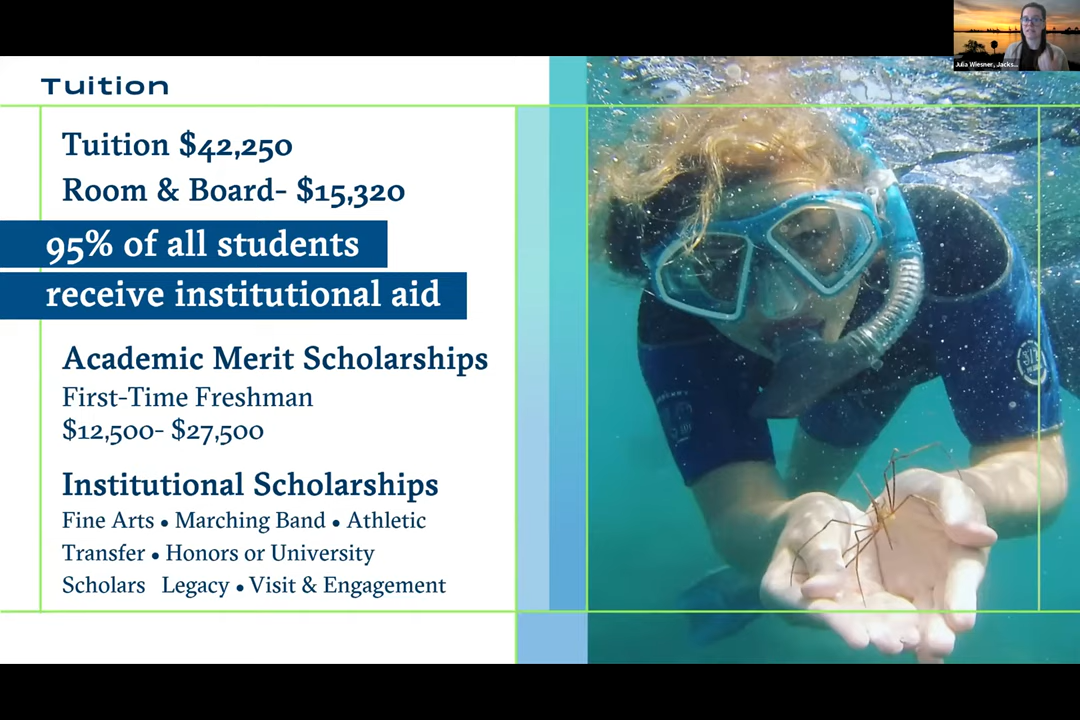 Julia Wiesner, Jacks...
Tuition
Tuition $42,250
Room & Board- $15,320
95% of all students
receive institutional aid
Academic Merit Scholarships
First-Time Freshman
$12,500- $27,500
Institutional Scholarships
Fine Arts • Marching Band • Athletic
Transfer • Honors or University
Scholars Legacy • Visit & Engagement